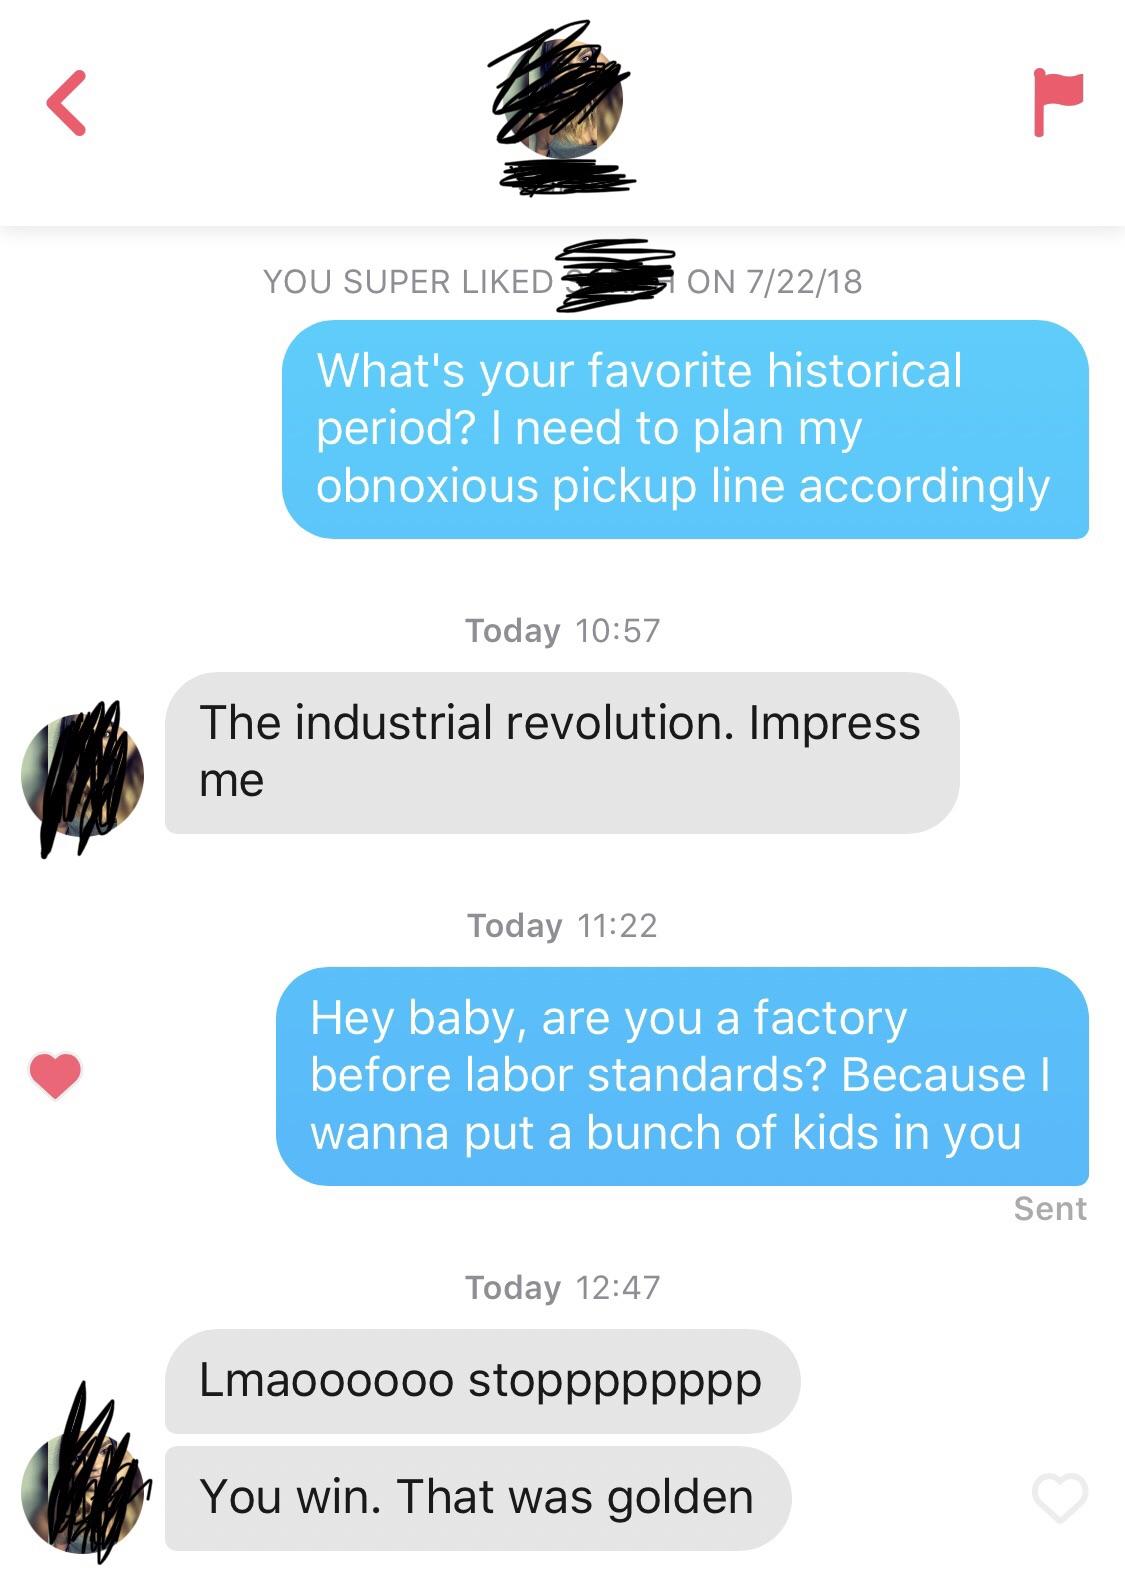 YOU SUPER LIKED ON 7/22/18
What's your favorite historical
period? I need to plan my
obnoxious pickup line accordingly
Today 10:57
The industrial revolution. Impress
me
Today 11:22
Hey baby, are you a factory
before labor standards? Because I
wanna put a bunch of kids in you
Sent
Today 12:47
Lmaoooooo stopppppppp
You win. That was golden